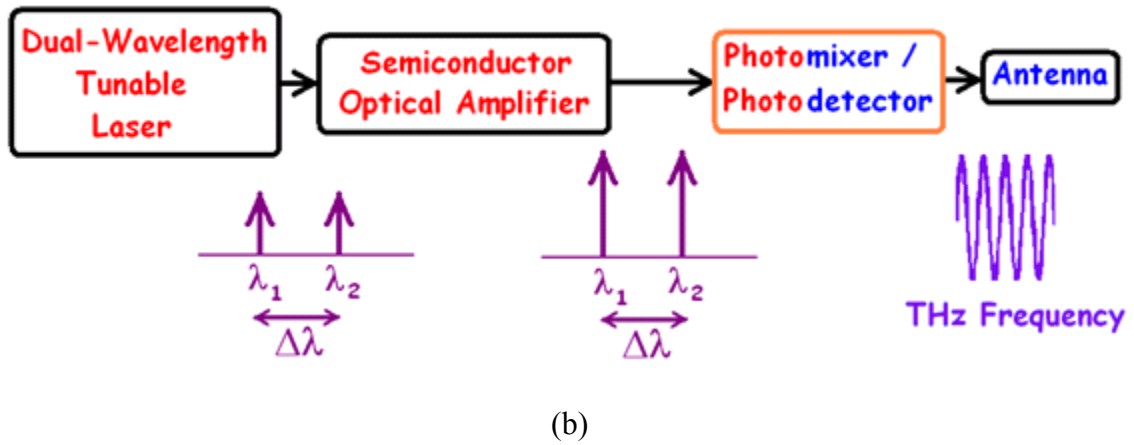 Dual-Wavelength
Tunable
Laser
Semiconductor
Optical Amplifier
Photomixer /
Photodetector
Antenna
λ1 λ2
Δλ
λ1 λ2
Δλ
THz Frequency
(b)